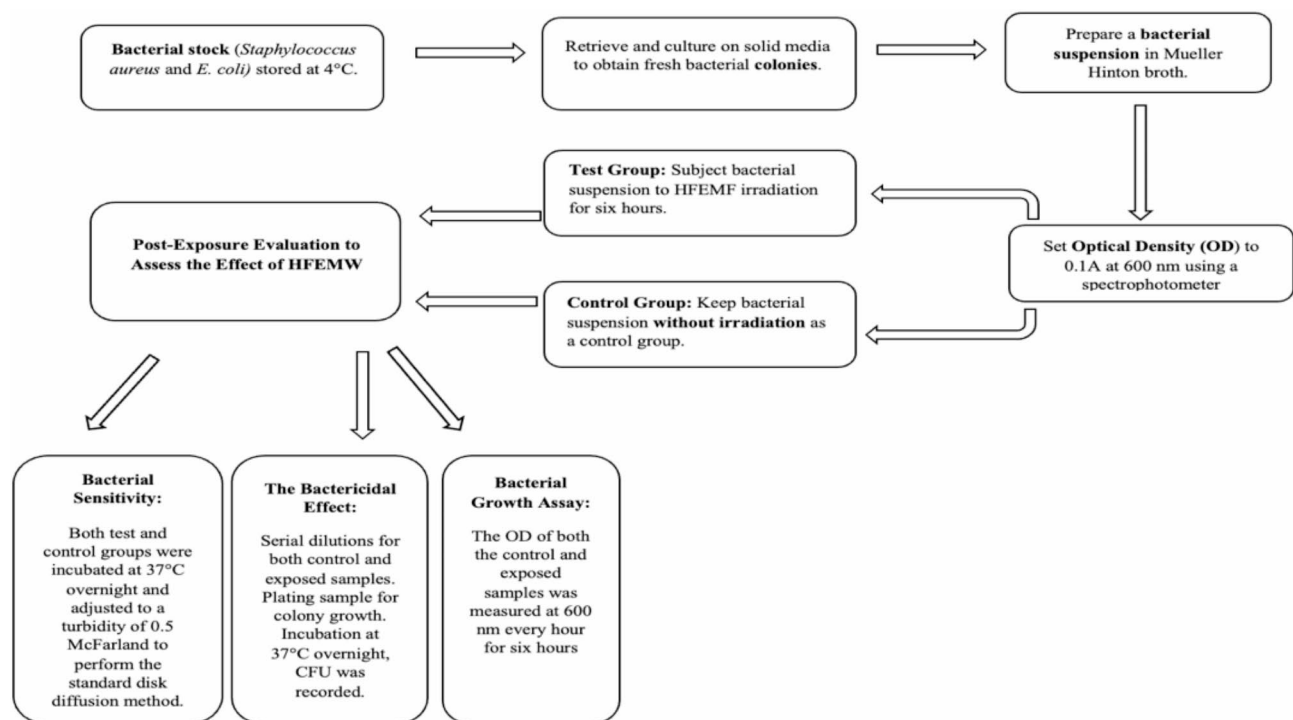 Bacterial stock (Staphylococcus
aureus and E. coli) stored at 4°C.
Retrieve and culture on solid media
to obtain fresh bacterial colonies.
Prepare a bacterial
suspension in Mueller
Hinton broth.
Set Optical Density (OD) to
0.1A at 600 nm using a
spectrophotometer
Test Group: Subject bacterial
suspension to HFEMF irradiation
for six hours.
Control Group: Keep bacterial
suspension without irradiation as
a control group.
Post-Exposure Evaluation to
Assess the Effect of HFEMW
Bacterial
Sensitivity:
Both test and
control groups were
incubated at 37°C
overnight and
adjusted to a
turbidity of 0.5
McFarland to
perform the
standard disk
diffusion method.
The Bactericidal
Effect:
Serial dilutions for
both control and
exposed samples.
Plating sample for
colony growth.
Incubation at
37°C overnight,
CFU was
recorded.
Bacterial
Growth Assay:
The OD of both
the control and
exposed
samples was
measured at 600
nm every hour
for six hours